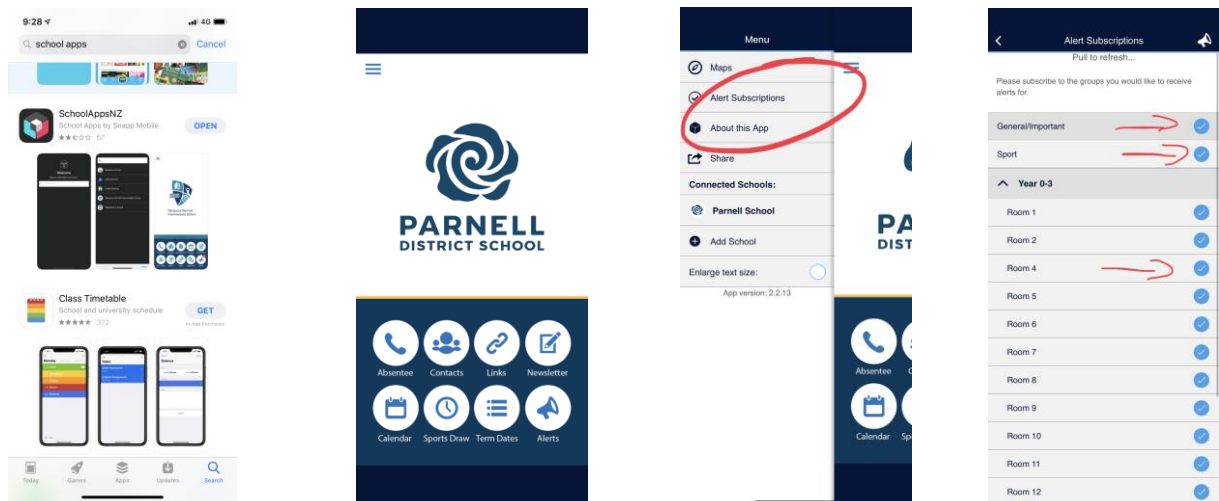 9:28
4G
school apps
Cancel
SchoolAppsNZ
School Apps by Snapp Mobile
OPEN
67
Class Timetable
School and university schedule
GET
372
In-App Purchases
Today
Games
Apps
Updates
Search
PARNELL
DISTRICT SCHOOL
Absentee
Contacts
Links
Newsletter
Calendar
Sports Draw
Term Dates
Alerts
Menu
Maps
Alert Subscriptions
About this App
Share
Connected Schools:
Parnell School
Add School
Enlarge text size:
App version: 2.2.13
PA
DIST
Absentee
C
Calendar
Sp
Alert Subscriptions
Pull to refresh...
Please subscribe to the groups you would like to receive
alerts for.
General/Important
Sport
Year 0-3
Room 1
Room 2
Room 4
Room 5
Room 6
Room 7
Room 8
Room 9
Room 10
Room 11
Room 12